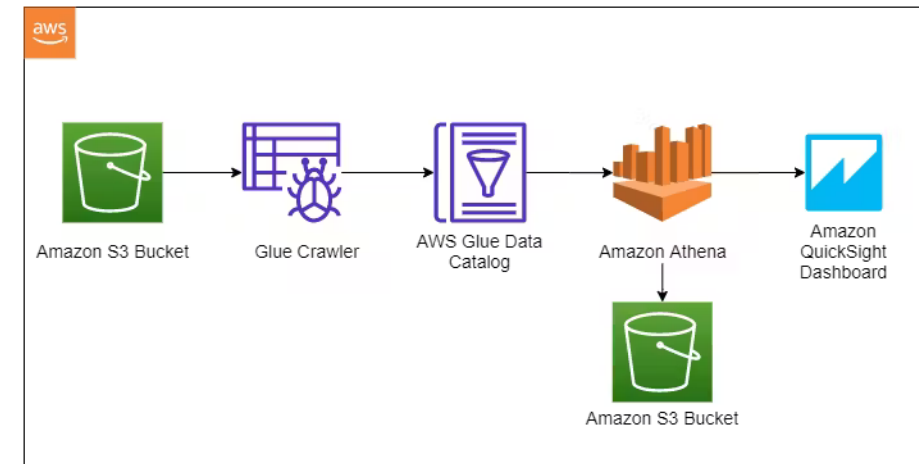 aws
Amazon S3 Bucket
Glue Crawler
AWS Glue Data
Catalog
Amazon Athena
Amazon
QuickSight
Dashboard
Amazon S3 Bucket